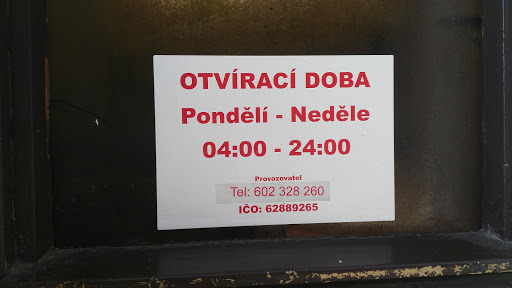 OTVÍRACÍ DOBA
Pondělí - Neděle
04:00 - 24:00
Provozovatel
Tel: 602 328 260
IČO: 62889265